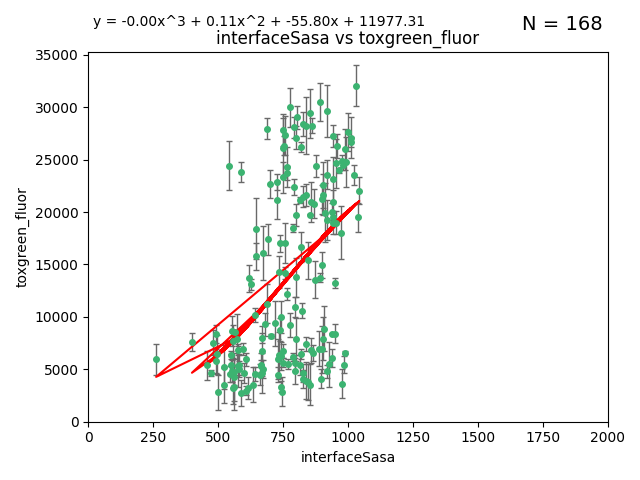 y = -0.00x^3 + 0.11x^2 + -55.80x + 11977.31
N = 168
interfaceSasa vs toxgreen_fluor
35000
30000
25000
20000
15000
10000
5000
0
toxgreen_fluor
0 250 500 750 1000 1250 1500 1750 2000
interfaceSasa